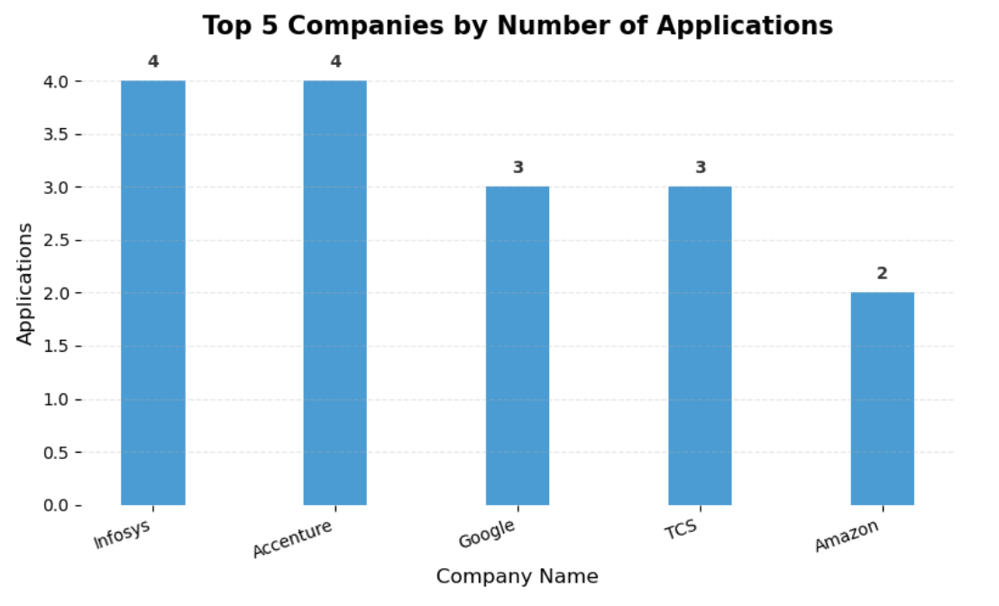 Top 5 Companies by Number of Applications
4 4 3 3 2
Applications
4.0
3.5
3.0
2.5
2.0
1.5
1.0
0.5
0.0
Infosys Accenture Google TCS Amazon
Company Name